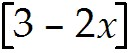 [3 – 2x]